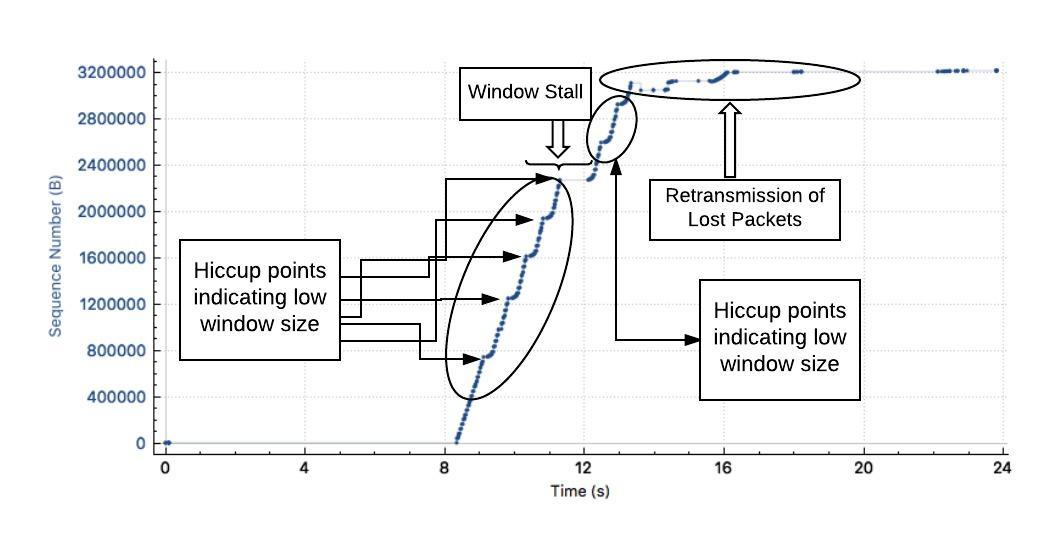 3200000
2800000
2400000
2000000
1600000
1200000
800000
400000
0
Sequence Number (B)
0 4 8 12 16 20 24
Time (s)
Window Stall
Retransmission of
Lost Packets
Hiccup points
indicating low
window size
Hiccup points
indicating low
window size